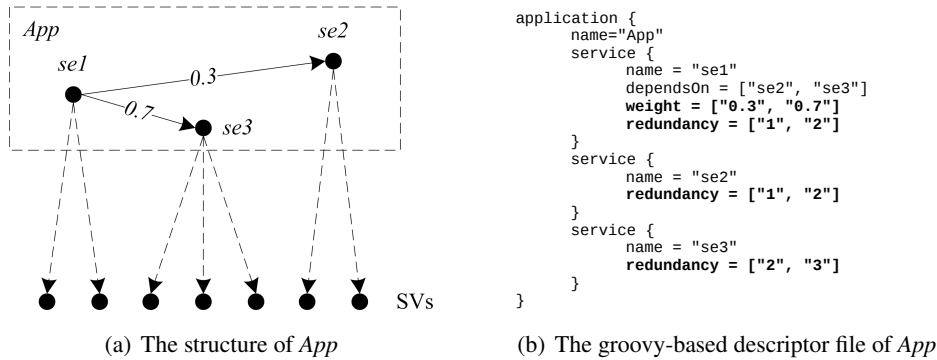 App
se2
se1
0.3
0.7
se3
SVs
(a) The structure of App
application {
name="App"
service {
name = "se1"
dependsOn = ["se2", "se3"]
weight = ["0.3", "0.7"]
redundancy = ["1", "2"]
}
service {
name = "se2"
redundancy = ["1", "2"]
}
service {
name = "se3"
redundancy = ["2", "3"]
}
}
(b) The groovy-based descriptor file of App